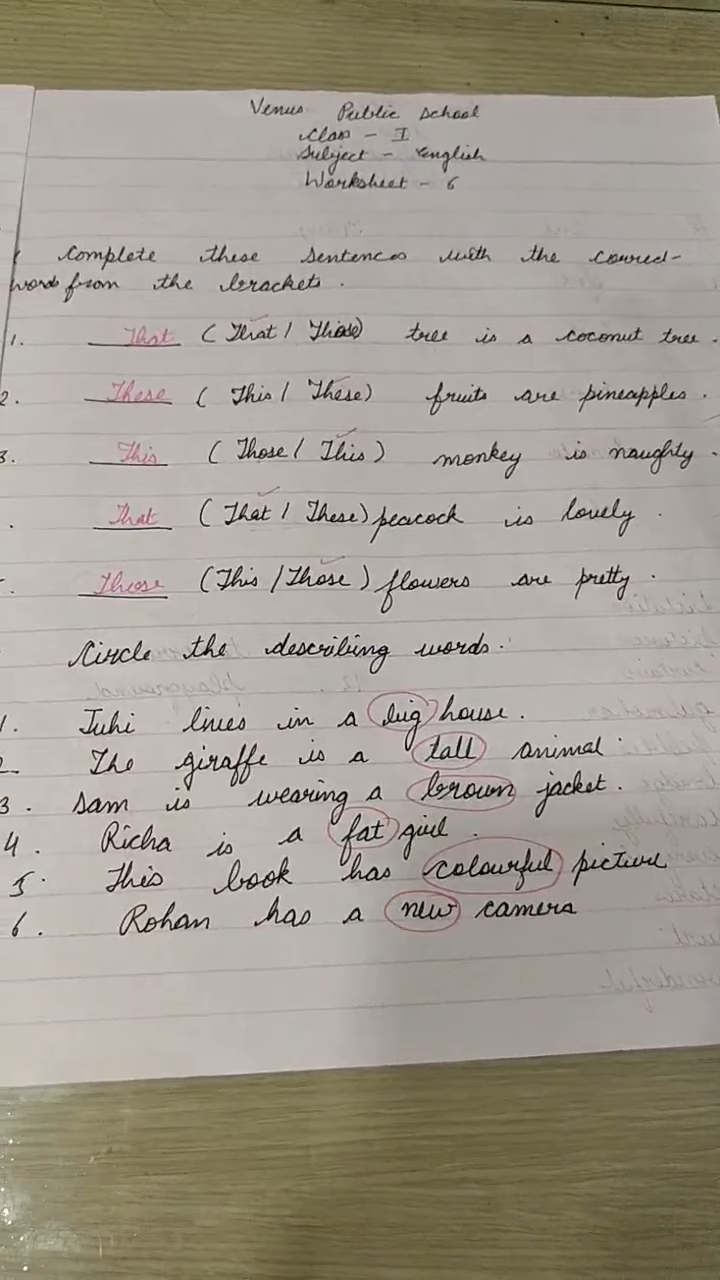 Venus Public School
Class - I
Subject - English
Worksheet - 6
Complete these sentences with the correct
word from the brackets.
1. That (That / Those) tree is a coconut tree.
2. These (This / These) fruits are pineapples.
3. This (Those / This) monkey is naughty.
. That (That / These) peacock is lovely.
. Those (This / Those) flowers are pretty.
Circle the describing words.
1. Juhi lives in a big house.
2. The giraffe is a tall animal.
3. Sam is wearing a brown jacket.
4. Richa is a fat girl.
5. This book has colourful picture
6. Rohan has a new camera